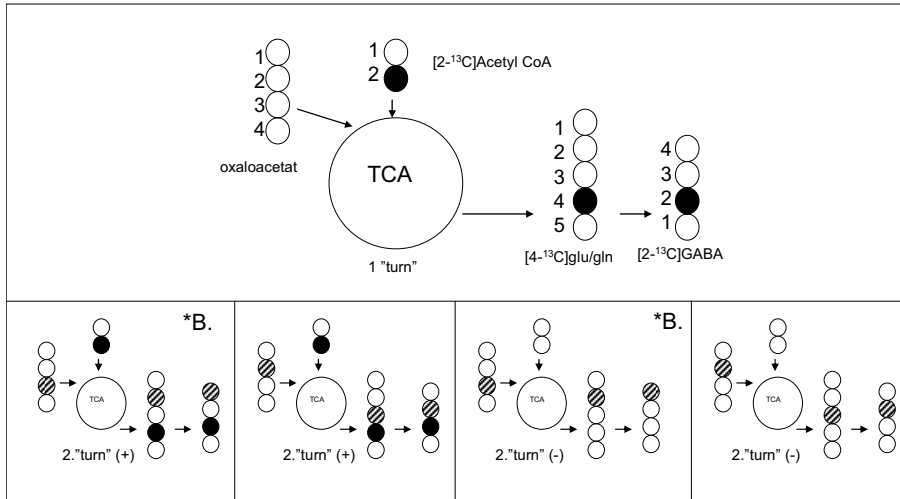 1
2
3
4
oxaloacetat
1
2
[2-¹³C]Acetyl CoA
TCA
1 ”turn”
1
2
3
4
5
[4-¹³C]glu/gln
4
3
2
1
[2-¹³C]GABA
*B.
TCA
2.”turn” (+)
TCA
2.”turn” (+)
*B.
TCA
2.”turn” (-)
TCA
2.”turn” (-)